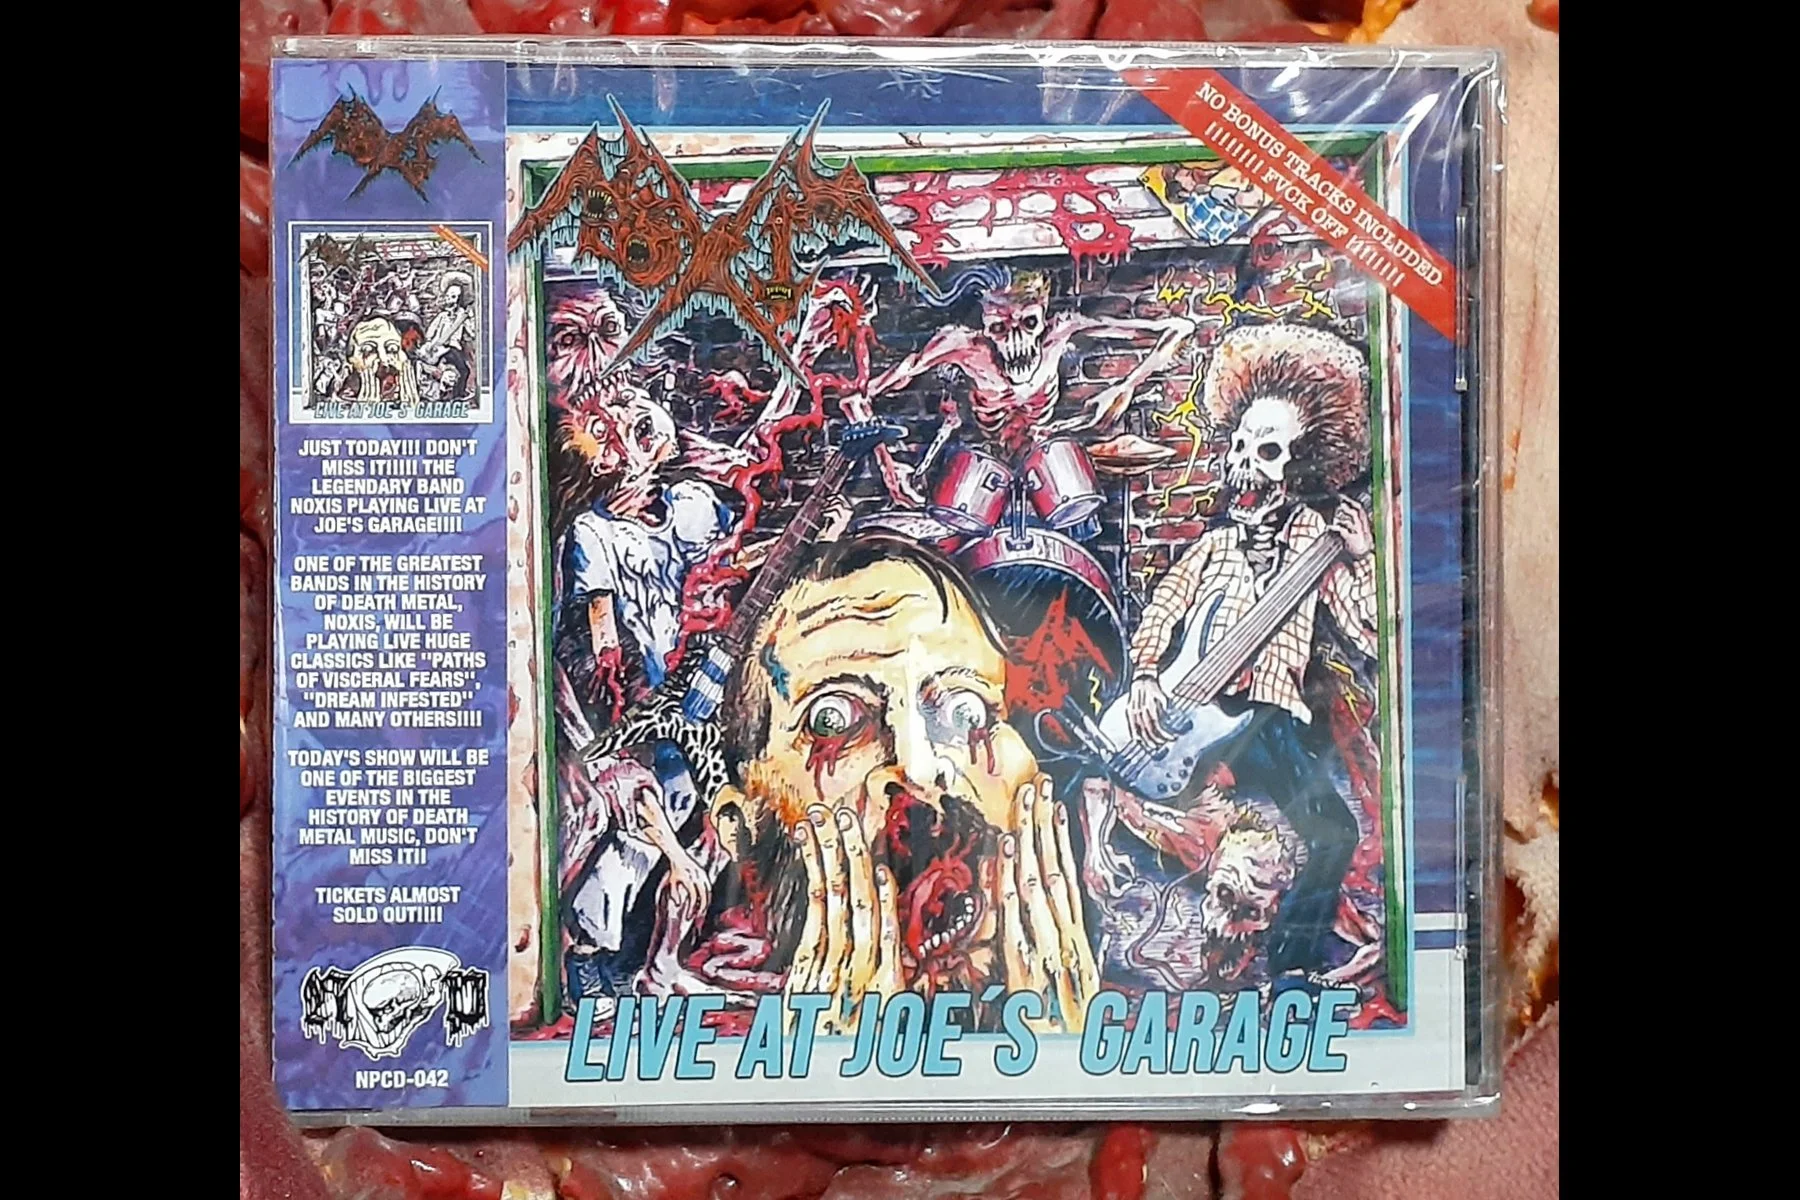 JUST TODAY!!! DON'T
MISS IT!!!!! THE
LEGENDARY BAND
NOXIS PLAYING LIVE AT
JOE'S GARAGE!!!!
ONE OF THE GREATEST
BANDS IN THE HISTORY
OF DEATH METAL,
NOXIS, WILL BE
PLAYING LIVE HUGE
CLASSICS LIKE "PATHS
OF VISCERAL FEARS",
"DREAM INFESTED"
AND MANY OTHERS!!!!
TODAY'S SHOW WILL BE
ONE OF THE BIGGEST
EVENTS IN THE
HISTORY OF DEATH
METAL MUSIC, DON'T
MISS IT!!
TICKETS ALMOST
SOLD OUT!!!!
NPCD-042
NO BONUS TRACKS INCLUDED
!!!!!!!! FVCK OFF !!!!!!!!
LIVE AT JOE´S GARAGE
LIVE AT JOE´S GARAGE